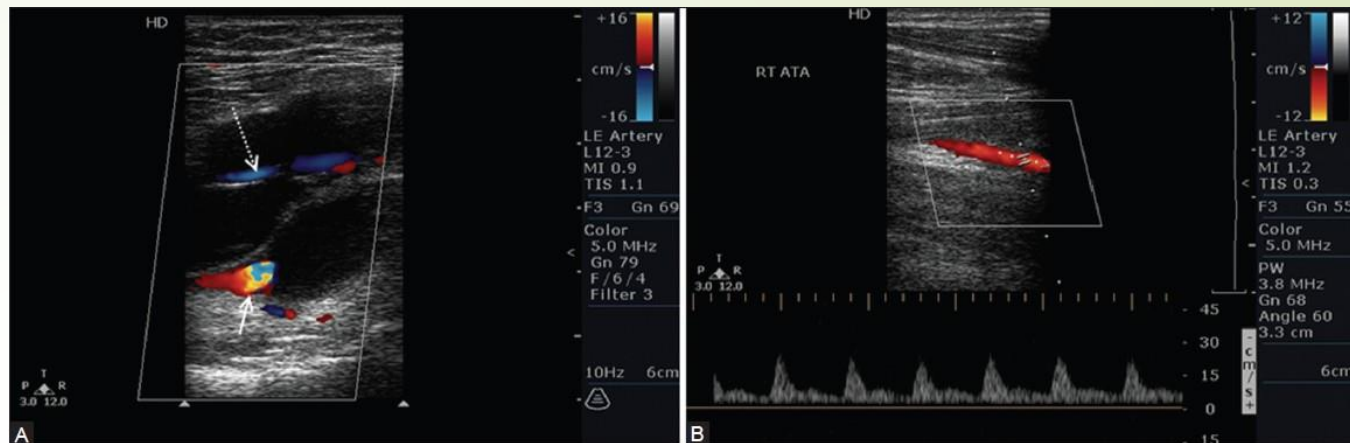 HD
+16
cm/s
-16
LE Artery
L12-3
MI 0.9
TIS 1.1
F3 Gn 69
Color
5.0 MHz
Gn 79
F/6/4
Filter 3
10Hz 6cm
P T R
3.0 12.0
A
HD
RT ATA
+12
cm/s
-12
LE Artery
L12-3
MI 1.2
TIS 0.3
F3 Gn 55
Color
5.0 MHz
PW
3.8 MHz
Gn 68
Angle 60
3.3 cm
6cm
P T R
3.0 12.0
45
30
15
0
15
- cm/s +
B